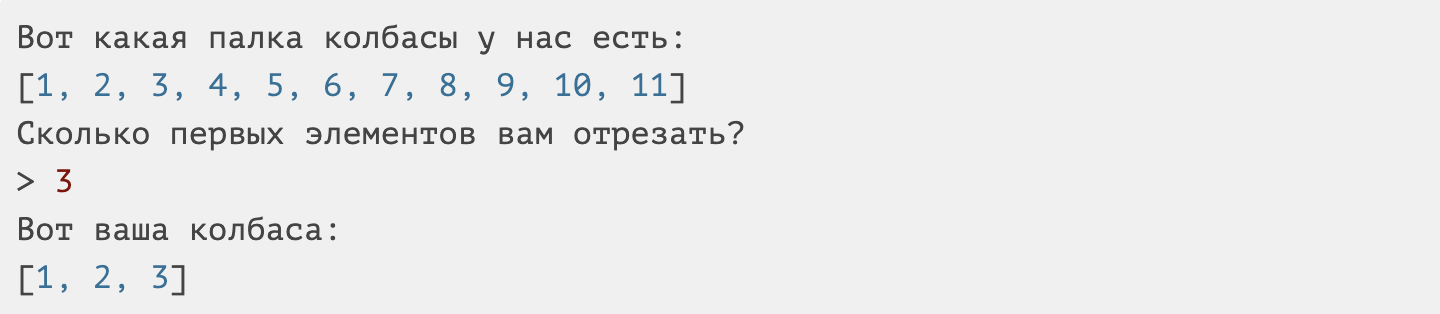 Вот какая палка колбасы у нас есть:
[1, 2, 3, 4, 5, 6, 7, 8, 9, 10, 11]
Сколько первых элементов вам отрезать?
> 3
Вот ваша колбаса:
[1, 2, 3]